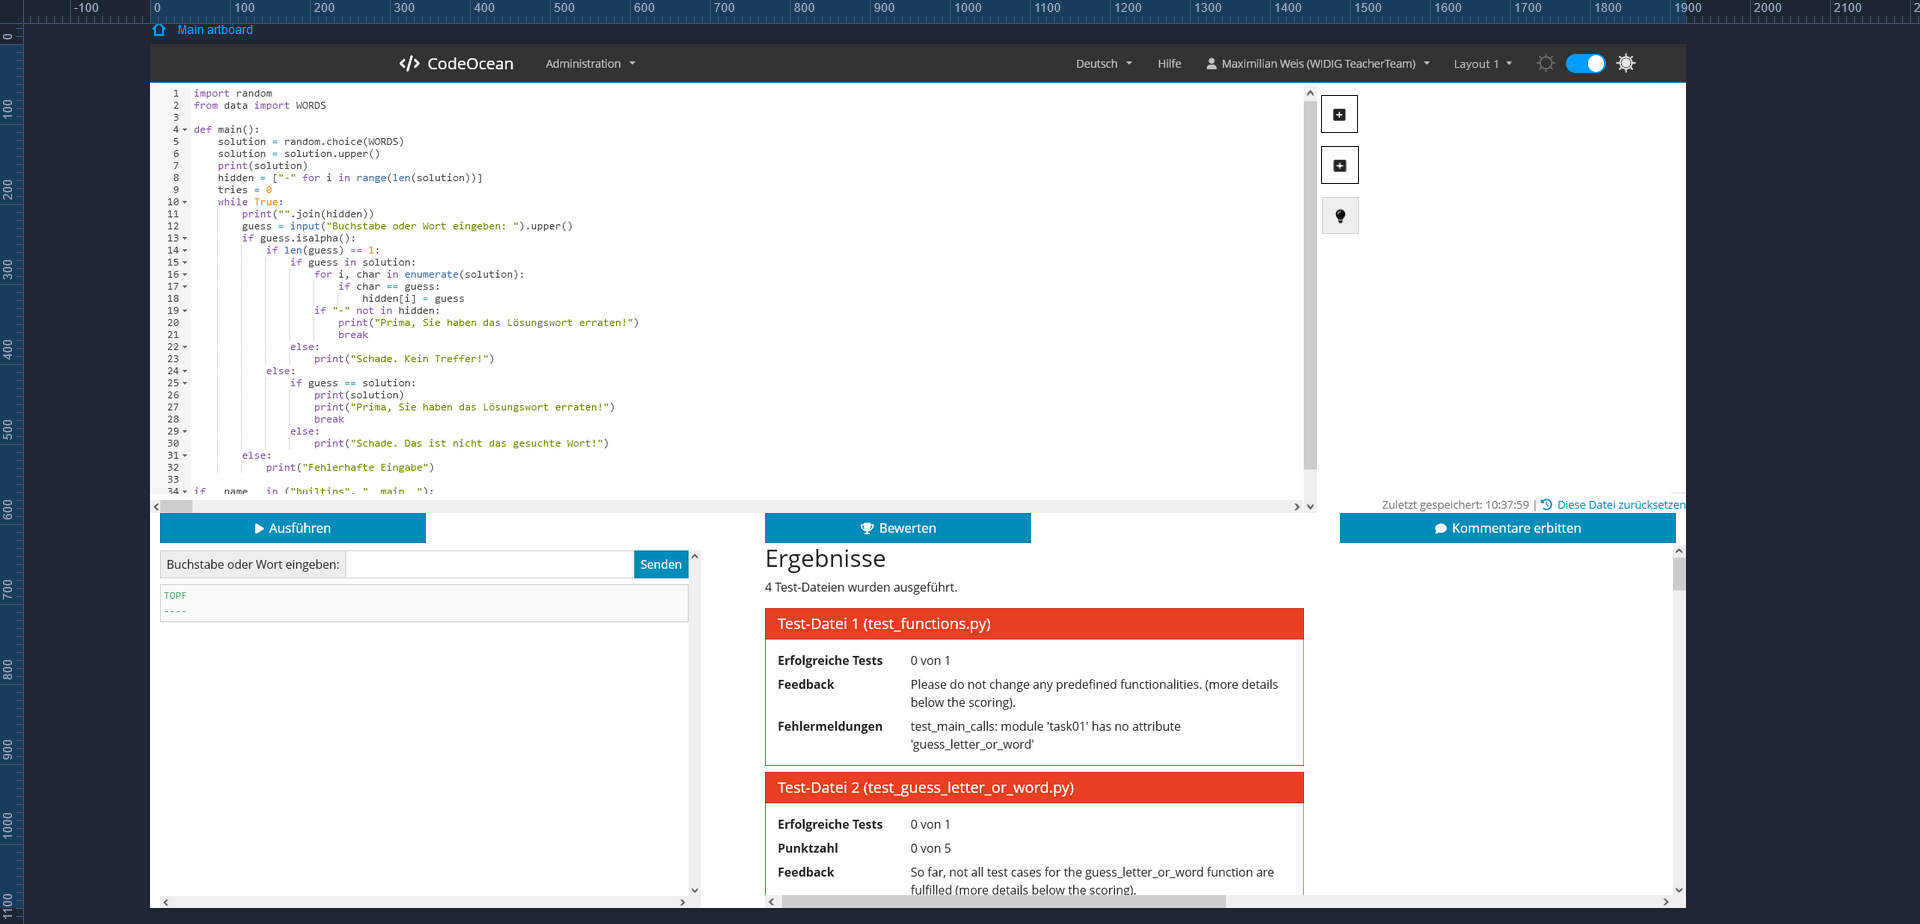 -100 0 100 200 300 400 500 600 700 800 900 1000 1100 1200 1300 1400 1500 1600 1700 1800 1900 2000 2100 2
0
100
200
300
400
500
600
700
800
900
1000
1100
Main artboard
</> CodeOcean Administration Deutsch Hilfe Maximilian Weis (WIDIG TeacherTeam) Layout 1
1 import random
2 from data import WORDS
3
4 def main():
5 solution = random.choice(WORDS)
6 solution = solution.upper()
7 print(solution)
8 hidden = ["-" for i in range(len(solution))]
9 tries = 0
10 while True:
11 print("".join(hidden))
12 guess = input("Buchstabe oder Wort eingeben: ").upper()
13 if guess.isalpha():
14 if len(guess) == 1:
15 if guess in solution:
16 for i, char in enumerate(solution):
17 if char == guess:
18 hidden[i] = guess
19 if "-" not in hidden:
20 print("Prima, Sie haben das Lösungswort erraten!")
21 break
22 else:
23 print("Schade. Kein Treffer!")
24 else:
25 if guess == solution:
26 print(solution)
27 print("Prima, Sie haben das Lösungswort erraten!")
28 break
29 else:
30 print("Schade. Das ist nicht das gesuchte Wort!")
31 else:
32 print("Fehlerhafte Eingabe")
33
34 if __name__ in ("builtins", "__main__"):
Zuletzt gespeichert: 10:37:59 | Diese Datei zurücksetzen
Ausführen
Bewerten
Kommentare erbitten
Buchstabe oder Wort eingeben: Senden
TOPF
----
Ergebnisse
4 Test-Dateien wurden ausgeführt.
Test-Datei 1 (test_functions.py)
Erfolgreiche Tests 0 von 1
Feedback Please do not change any predefined functionalities. (more details
below the scoring).
Fehlermeldungen test_main_calls: module 'task01' has no attribute
'guess_letter_or_word'
Test-Datei 2 (test_guess_letter_or_word.py)
Erfolgreiche Tests 0 von 1
Punktzahl 0 von 5
Feedback So far, not all test cases for the guess_letter_or_word function are
fulfilled (more details below the scoring).